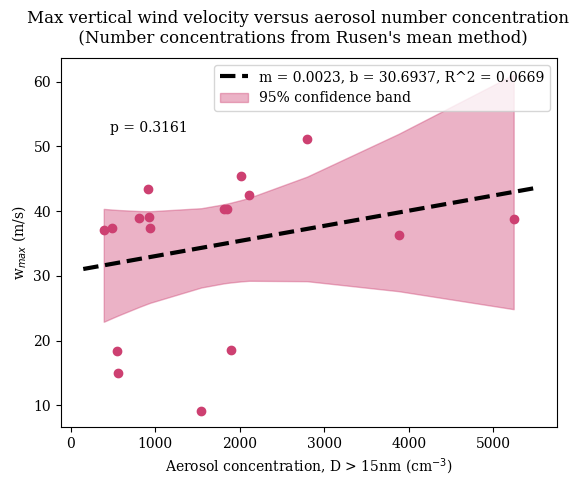 Max vertical wind velocity versus aerosol number concentration
(Number concentrations from Rusen's mean method)
m = 0.0023, b = 30.6937, R^2 = 0.0669
95% confidence band
p = 0.3161
60
50
40
30
20
10
w_max (m/s)
0 1000 2000 3000 4000 5000
Aerosol concentration, D > 15nm (cm⁻³)